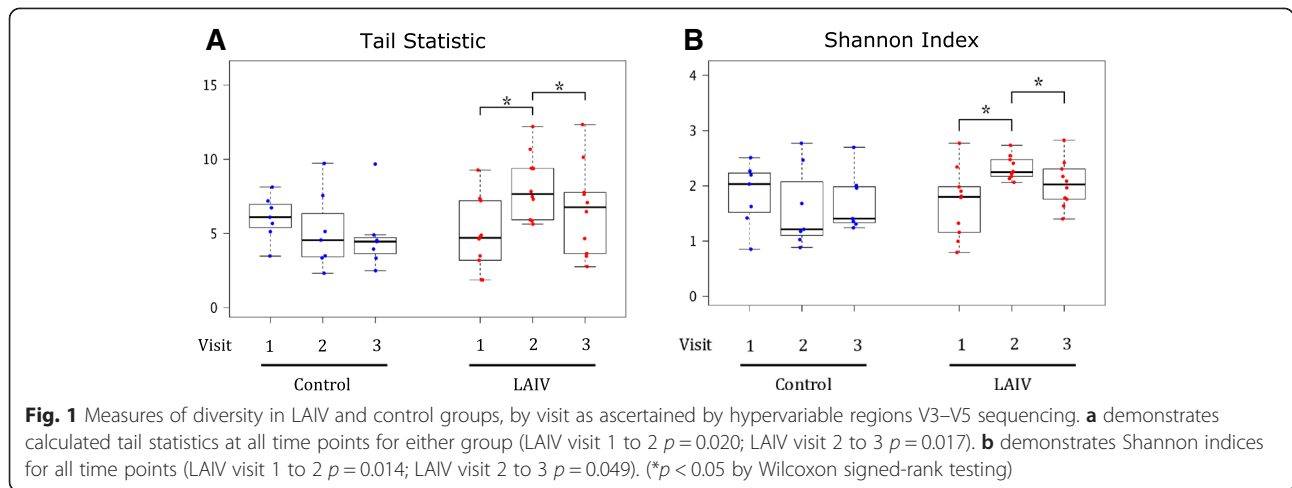 A Tail Statistic
B Shannon Index
15
10
5
0
* *
4
3
2
1
0
* *
Visit 1 2 3 1 2 3
Control LAIV
Visit 1 2 3 1 2 3
Control LAIV
Fig. 1 Measures of diversity in LAIV and control groups, by visit as ascertained by hypervariable regions V3–V5 sequencing. a demonstrates
calculated tail statistics at all time points for either group (LAIV visit 1 to 2 p = 0.020; LAIV visit 2 to 3 p = 0.017). b demonstrates Shannon indices
for all time points (LAIV visit 1 to 2 p = 0.014; LAIV visit 2 to 3 p = 0.049). (*p < 0.05 by Wilcoxon signed-rank testing)